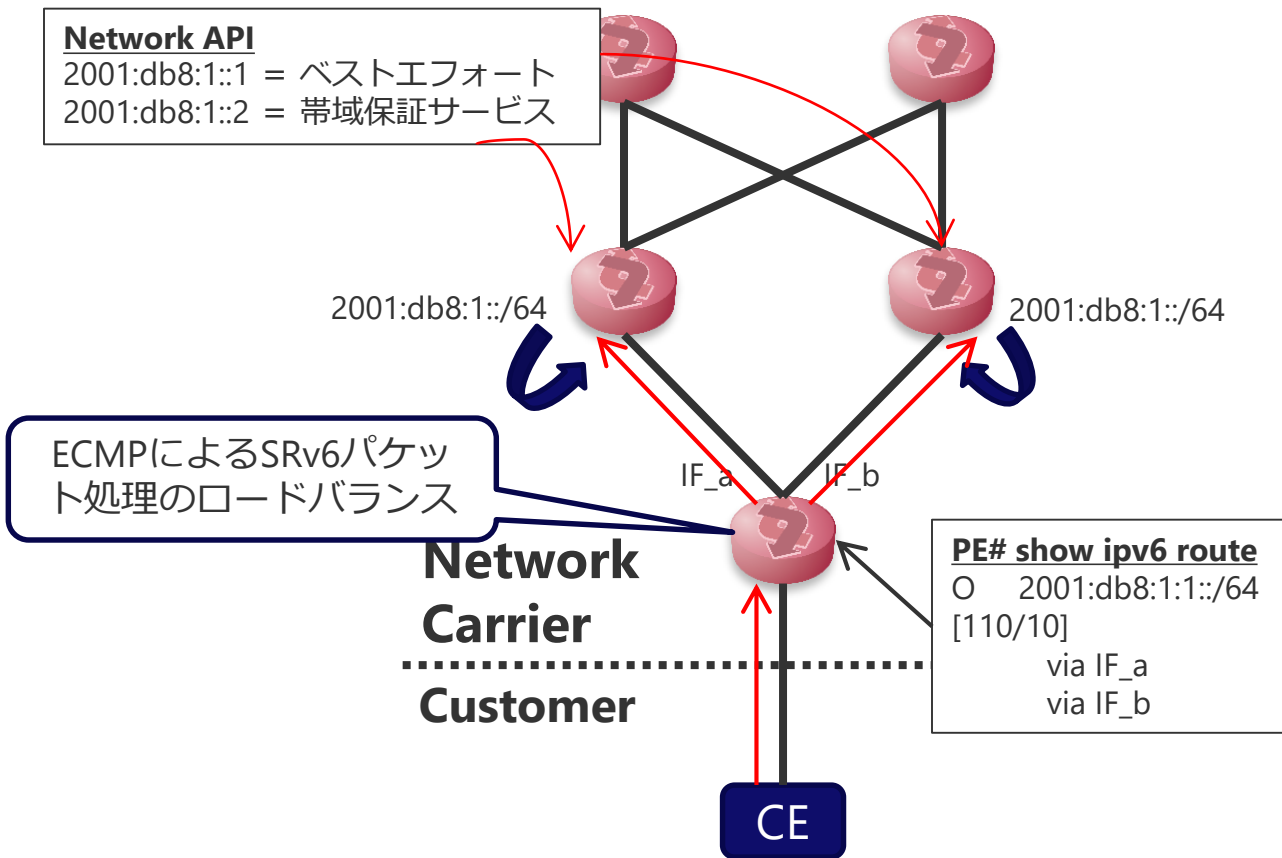 Network API
2001:db8:1::1 = ベストエフォート
2001:db8:1::2 = 帯域保証サービス
2001:db8:1::/64
2001:db8:1::/64
ECMPによるSRv6パケッ
ト処理のロードバランス
IF_a
IF_b
Network
Carrier
Customer
PE# show ipv6 route
O 2001:db8:1:1::/64
[110/10]
via IF_a
via IF_b
CE